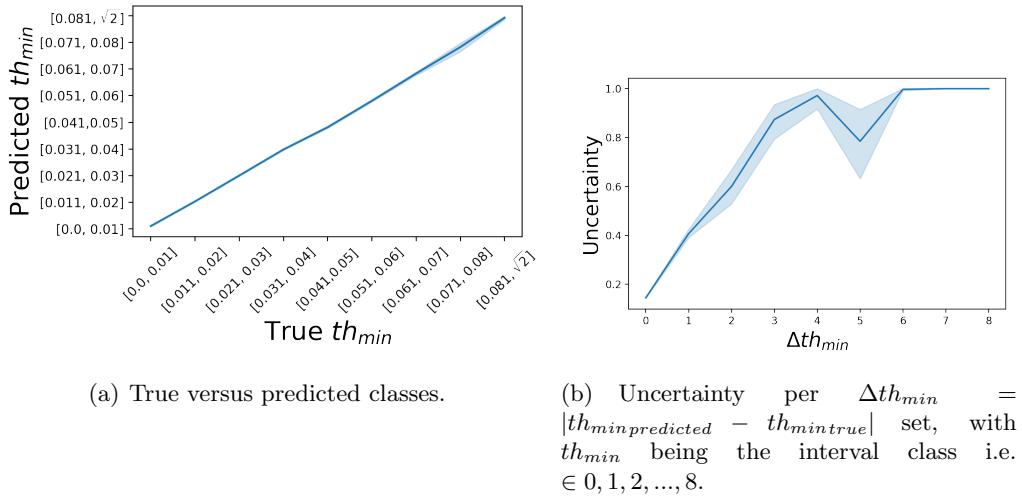 Predicted th_min
[0.081, √2]
[0.071, 0.08]
[0.061, 0.07]
[0.051, 0.06]
[0.041,0.05]
[0.031, 0.04]
[0.021, 0.03]
[0.011, 0.02]
[0.0, 0.01]
[0.0, 0.01]
[0.011, 0.02]
[0.021, 0.03]
[0.031, 0.04]
[0.041,0.05]
[0.051, 0.06]
[0.061, 0.07]
[0.071, 0.08]
[0.081, √2]
True th_min
(a) True versus predicted classes.
Uncertainty
1.0
0.8
0.6
0.4
0.2
0 1 2 3 4 5 6 7 8
Δth_min
(b) Uncertainty per Δth_min =
|th_min predicted − th_min true| set, with
th_min being the interval class i.e.
∈ 0, 1, 2, ..., 8.